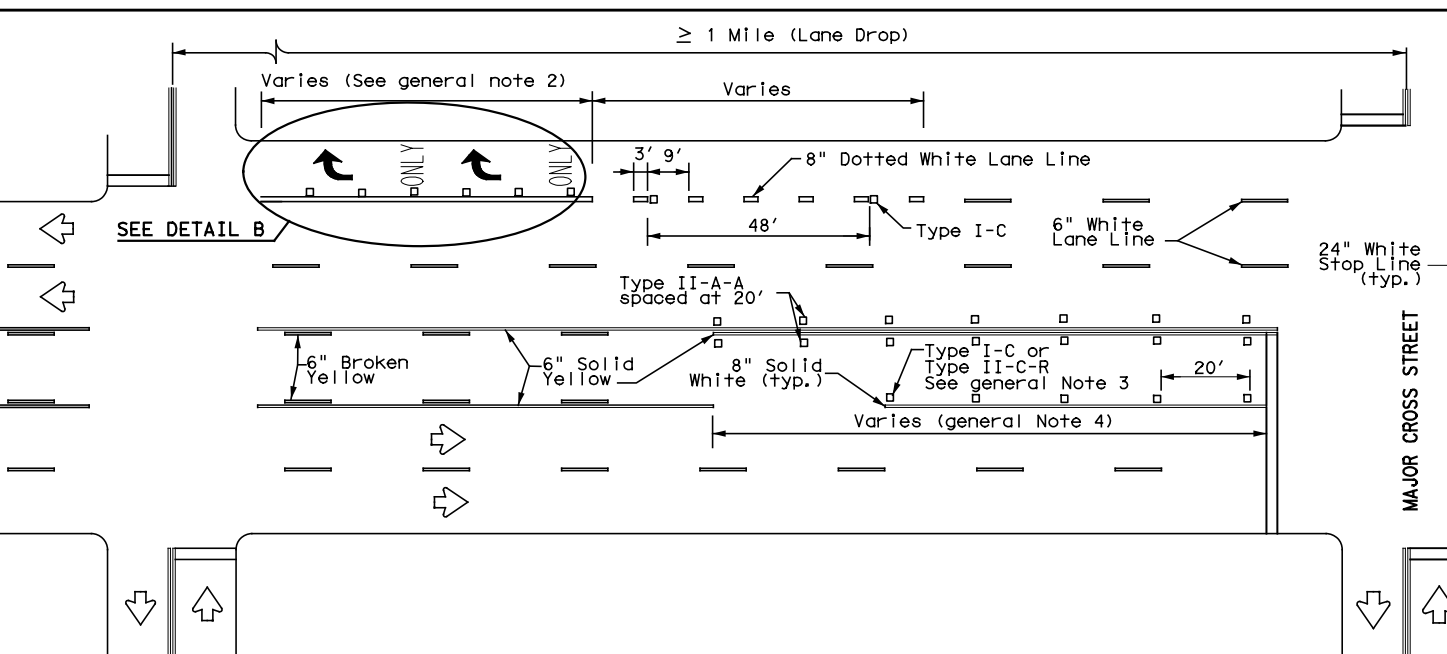 ≥ 1 Mile (Lane Drop)
Varies (See general note 2)
Varies
ONLY
ONLY
3' 9'
8" Dotted White Lane Line
SEE DETAIL B
48'
Type I-C
6" White
Lane Line
24" White
Stop Line
(typ.)
Type II-A-A
spaced at 20'
6" Broken
Yellow
6" Solid
Yellow
8" Solid
White (typ.)
Type I-C or
Type II-C-R
See general Note 3
20'
Varies (general Note 4)
MAJOR CROSS STREET